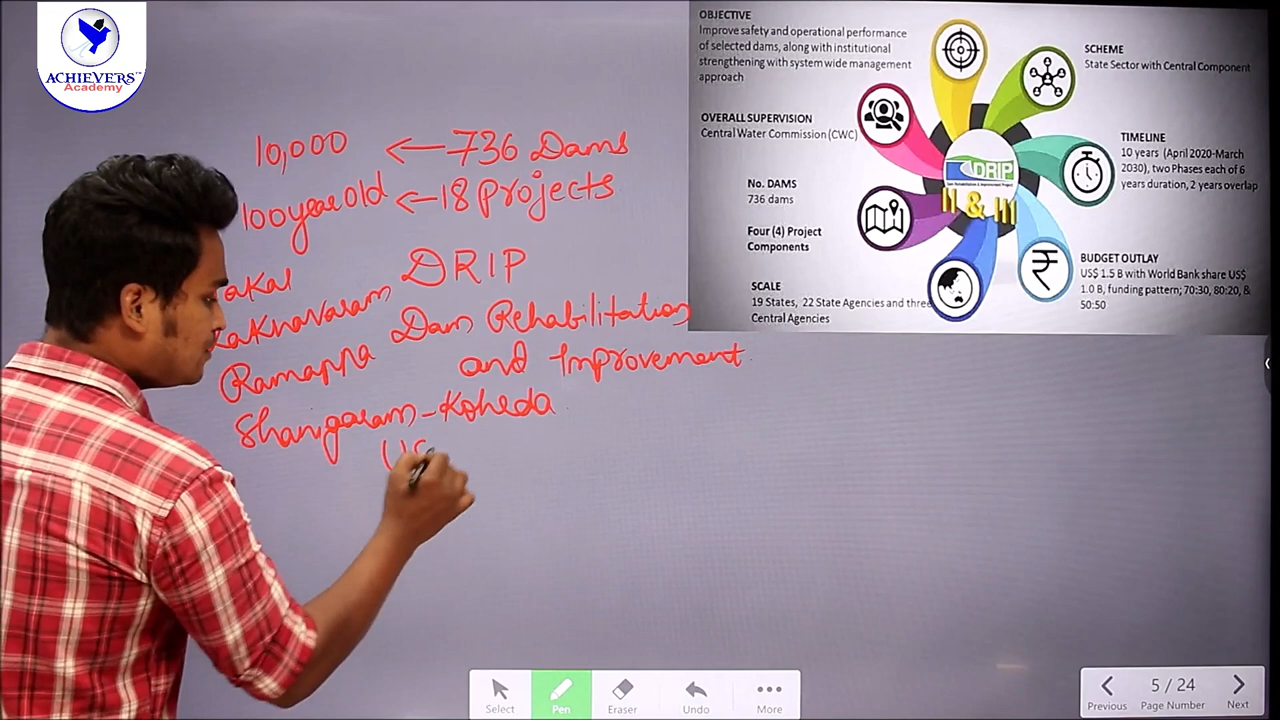 ACHIEVERS
Academy
10,000 ← 736 Dams
100 year old ← 18 Projects
DRIP
Dam Rehabilitation
and Improvement
Ramappa
Shanigaram - Koheda
US
OBJECTIVE
Improve safety and operational performance
of selected dams, along with institutional
strengthening with system wide management
approach
OVERALL SUPERVISION
Central Water Commission (CWC)
No. DAMS
736 dams
Four (4) Project
Components
SCALE
19 States, 22 State Agencies and three
Central Agencies
DRIP
II & III
SCHEME
State Sector with Central Component
TIMELINE
10 years (April 2020-March
2030), two Phases each of 6
years duration, 2 years overlap
BUDGET OUTLAY
US$ 1.5 B with World Bank share US$
1.0 B, funding pattern; 70:30, 80:20, &
50:50
Select
Pen
Eraser
Undo
More
Previous
5 / 24
Page Number
Next